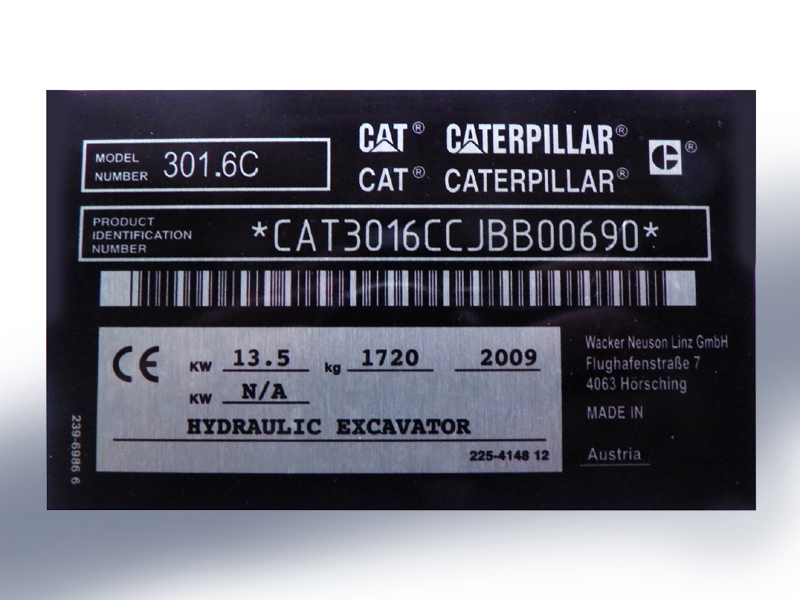 CAT® CATERPILLAR®
MODEL NUMBER 301.6C
CAT® CATERPILLAR®
C®
PRODUCT IDENTIFICATION NUMBER *CAT3016CCJBB00690*
CE KW 13.5 kg 1720 2009
KW N/A
HYDRAULIC EXCAVATOR
225-4148 12
239-6986 6
Wacker Neuson Linz GmbH
Flughafenstraße 7
4063 Hörsching
MADE IN
Austria